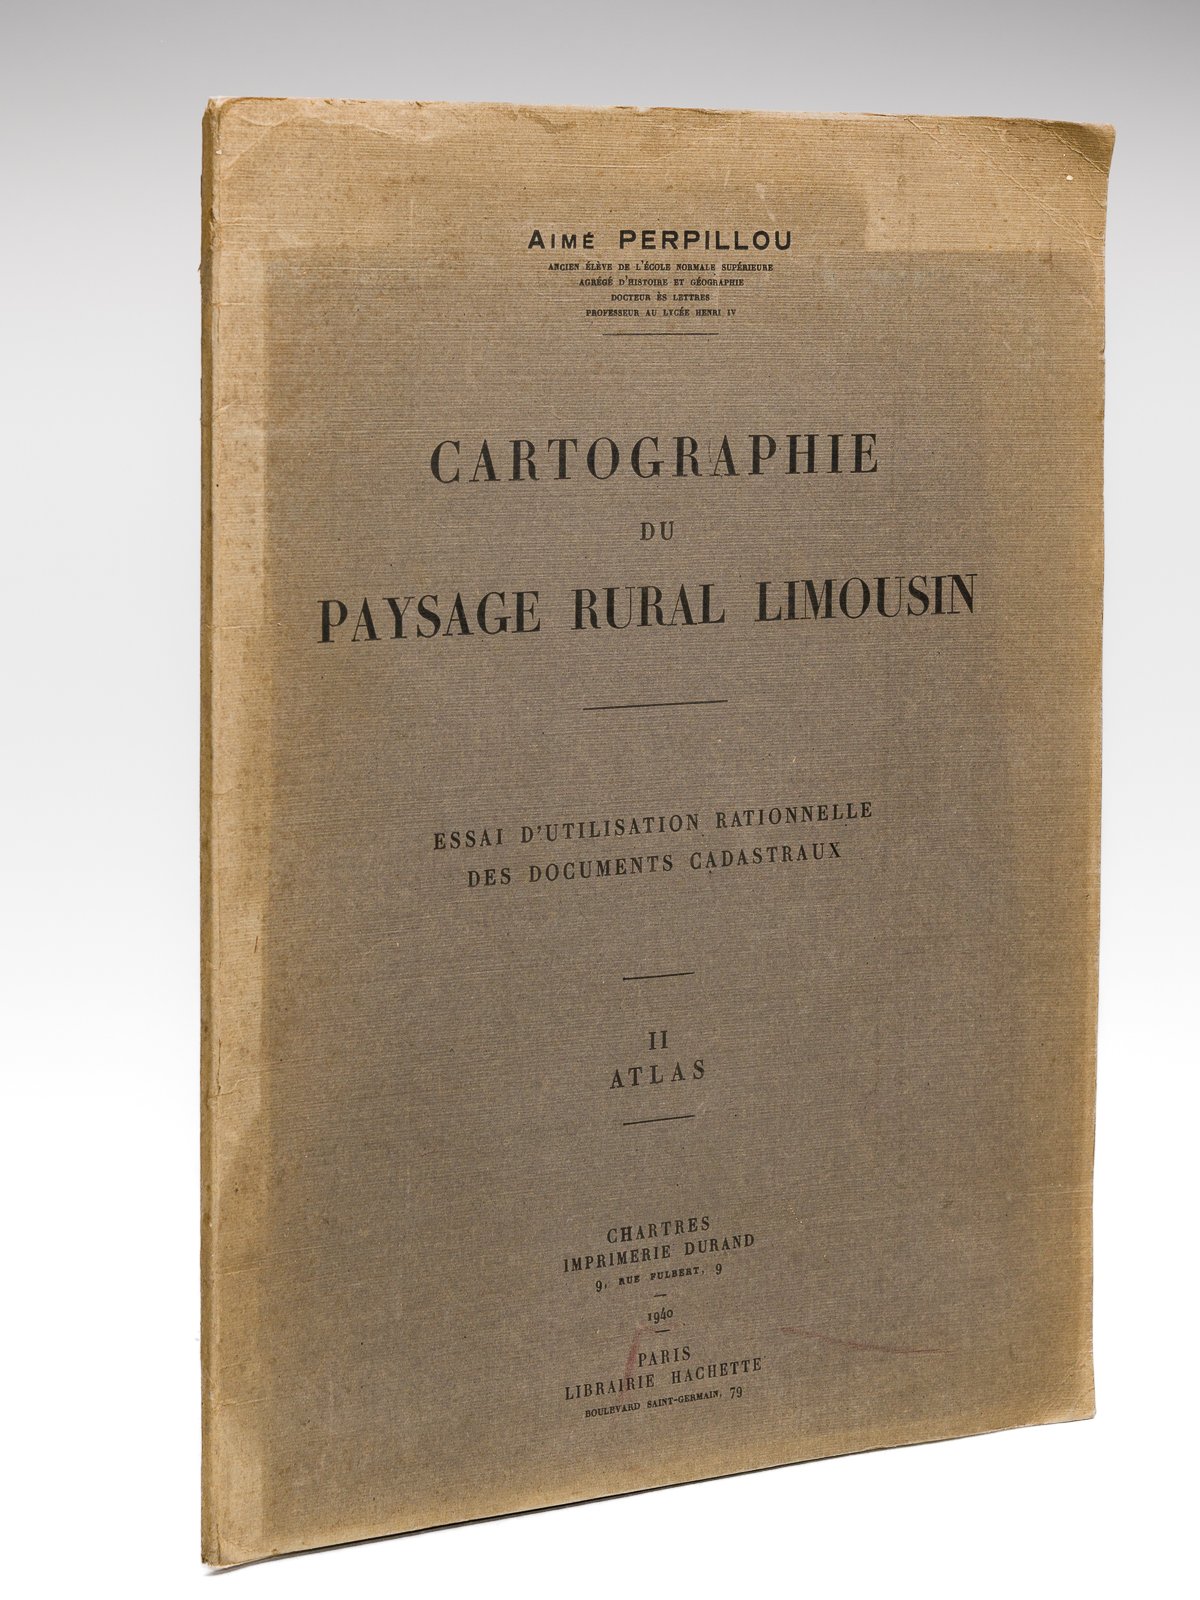 AIMÉ PERPILLOU
ANCIEN ÉLÈVE DE L'ÉCOLE NORMALE SUPÉRIEURE
AGRÉGÉ D'HISTOIRE ET GÉOGRAPHIE
DOCTEUR ÈS LETTRES
PROFESSEUR AU LYCÉE HENRI IV
CARTOGRAPHIE
DU
PAYSAGE RURAL LIMOUSIN
ESSAI D'UTILISATION RATIONNELLE
DES DOCUMENTS CADASTRAUX
II
ATLAS
CHARTRES
IMPRIMERIE DURAND
9, RUE FULBERT, 9
1940
PARIS
LIBRAIRIE HACHETTE
BOULEVARD SAINT-GERMAIN, 79